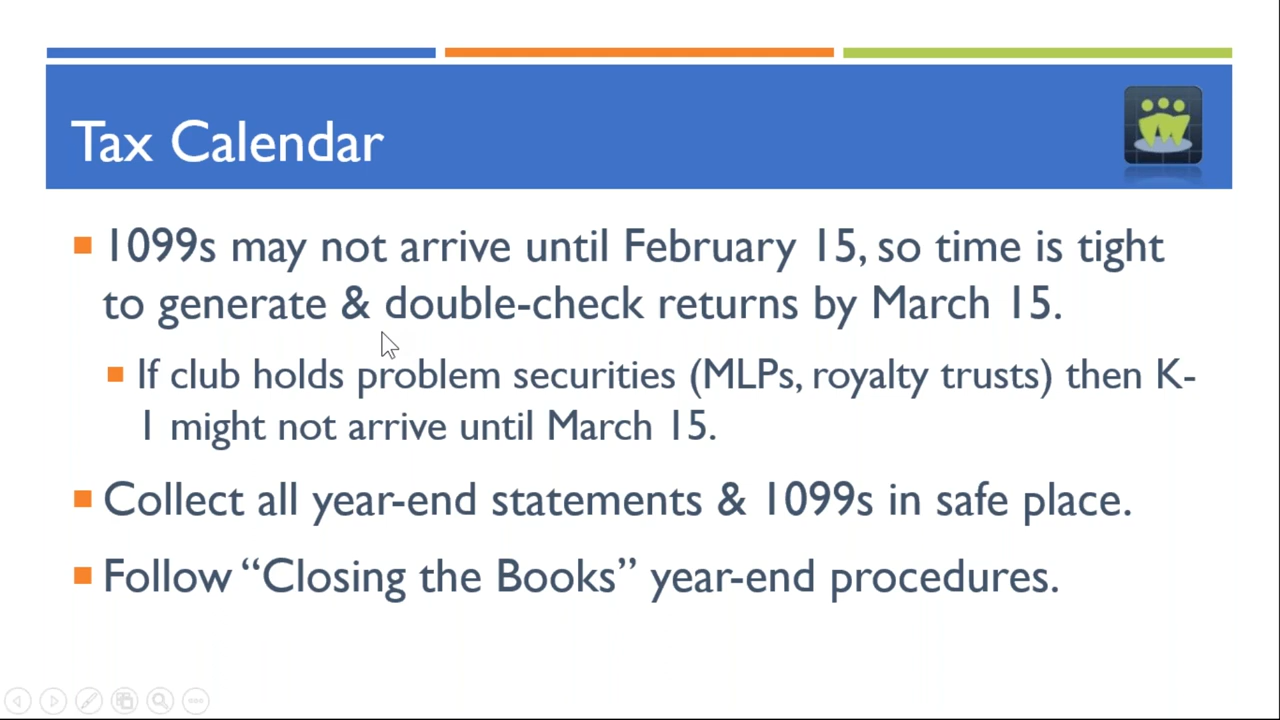 Tax Calendar
1099s may not arrive until February 15, so time is tight
to generate & double-check returns by March 15.
If club holds problem securities (MLPs, royalty trusts) then K-
1 might not arrive until March 15.
Collect all year-end statements & 1099s in safe place.
Follow “Closing the Books” year-end procedures.